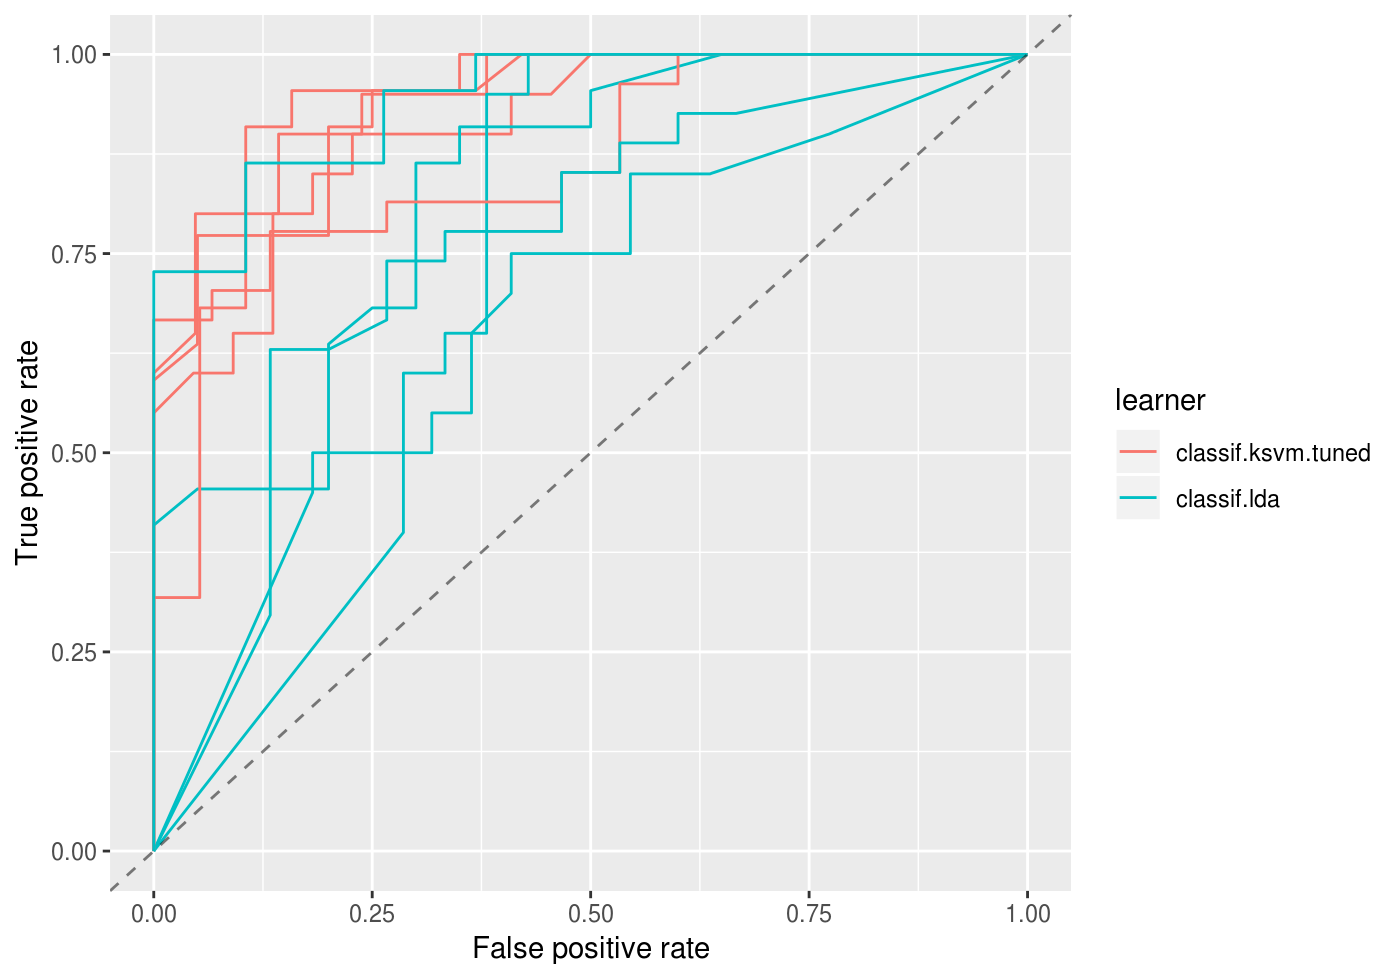 1.00
0.75
0.50
0.25
0.00
True positive rate
0.00 0.25 0.50 0.75 1.00
False positive rate
learner
classif.ksvm.tuned
classif.lda